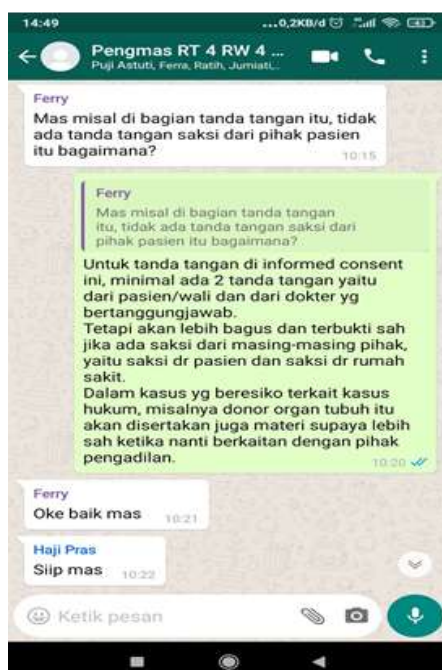 14:49
...0,2KB/d
Pengmas RT 4 RW 4 ...
Puji Astuti, Ferra, Ratih, Jumiati,..
Ferry
Mas misal di bagian tanda tangan itu, tidak
ada tanda tangan saksi dari pihak pasien
itu bagaimana?
10:15
Ferry
Mas misal di bagian tanda tangan
itu, tidak ada tanda tangan saksi dari
pihak pasien itu bagaimana?
Untuk tanda tangan di informed consent
ini, minimal ada 2 tanda tangan yaitu
dari pasien/wali dan dari dokter yg
bertanggungjawab.
Tetapi akan lebih bagus dan terbukti sah
jika ada saksi dari masing-masing pihak,
yaitu saksi dr pasien dan saksi dr rumah
sakit.
Dalam kasus yg beresiko terkait kasus
hukum, misalnya donor organ tubuh itu
akan disertakan juga materi supaya lebih
sah ketika nanti berkaitan dengan pihak
pengadilan.
10:20
Ferry
Oke baik mas
10:21
Haji Pras
Siip mas
10:22
Ketik pesan